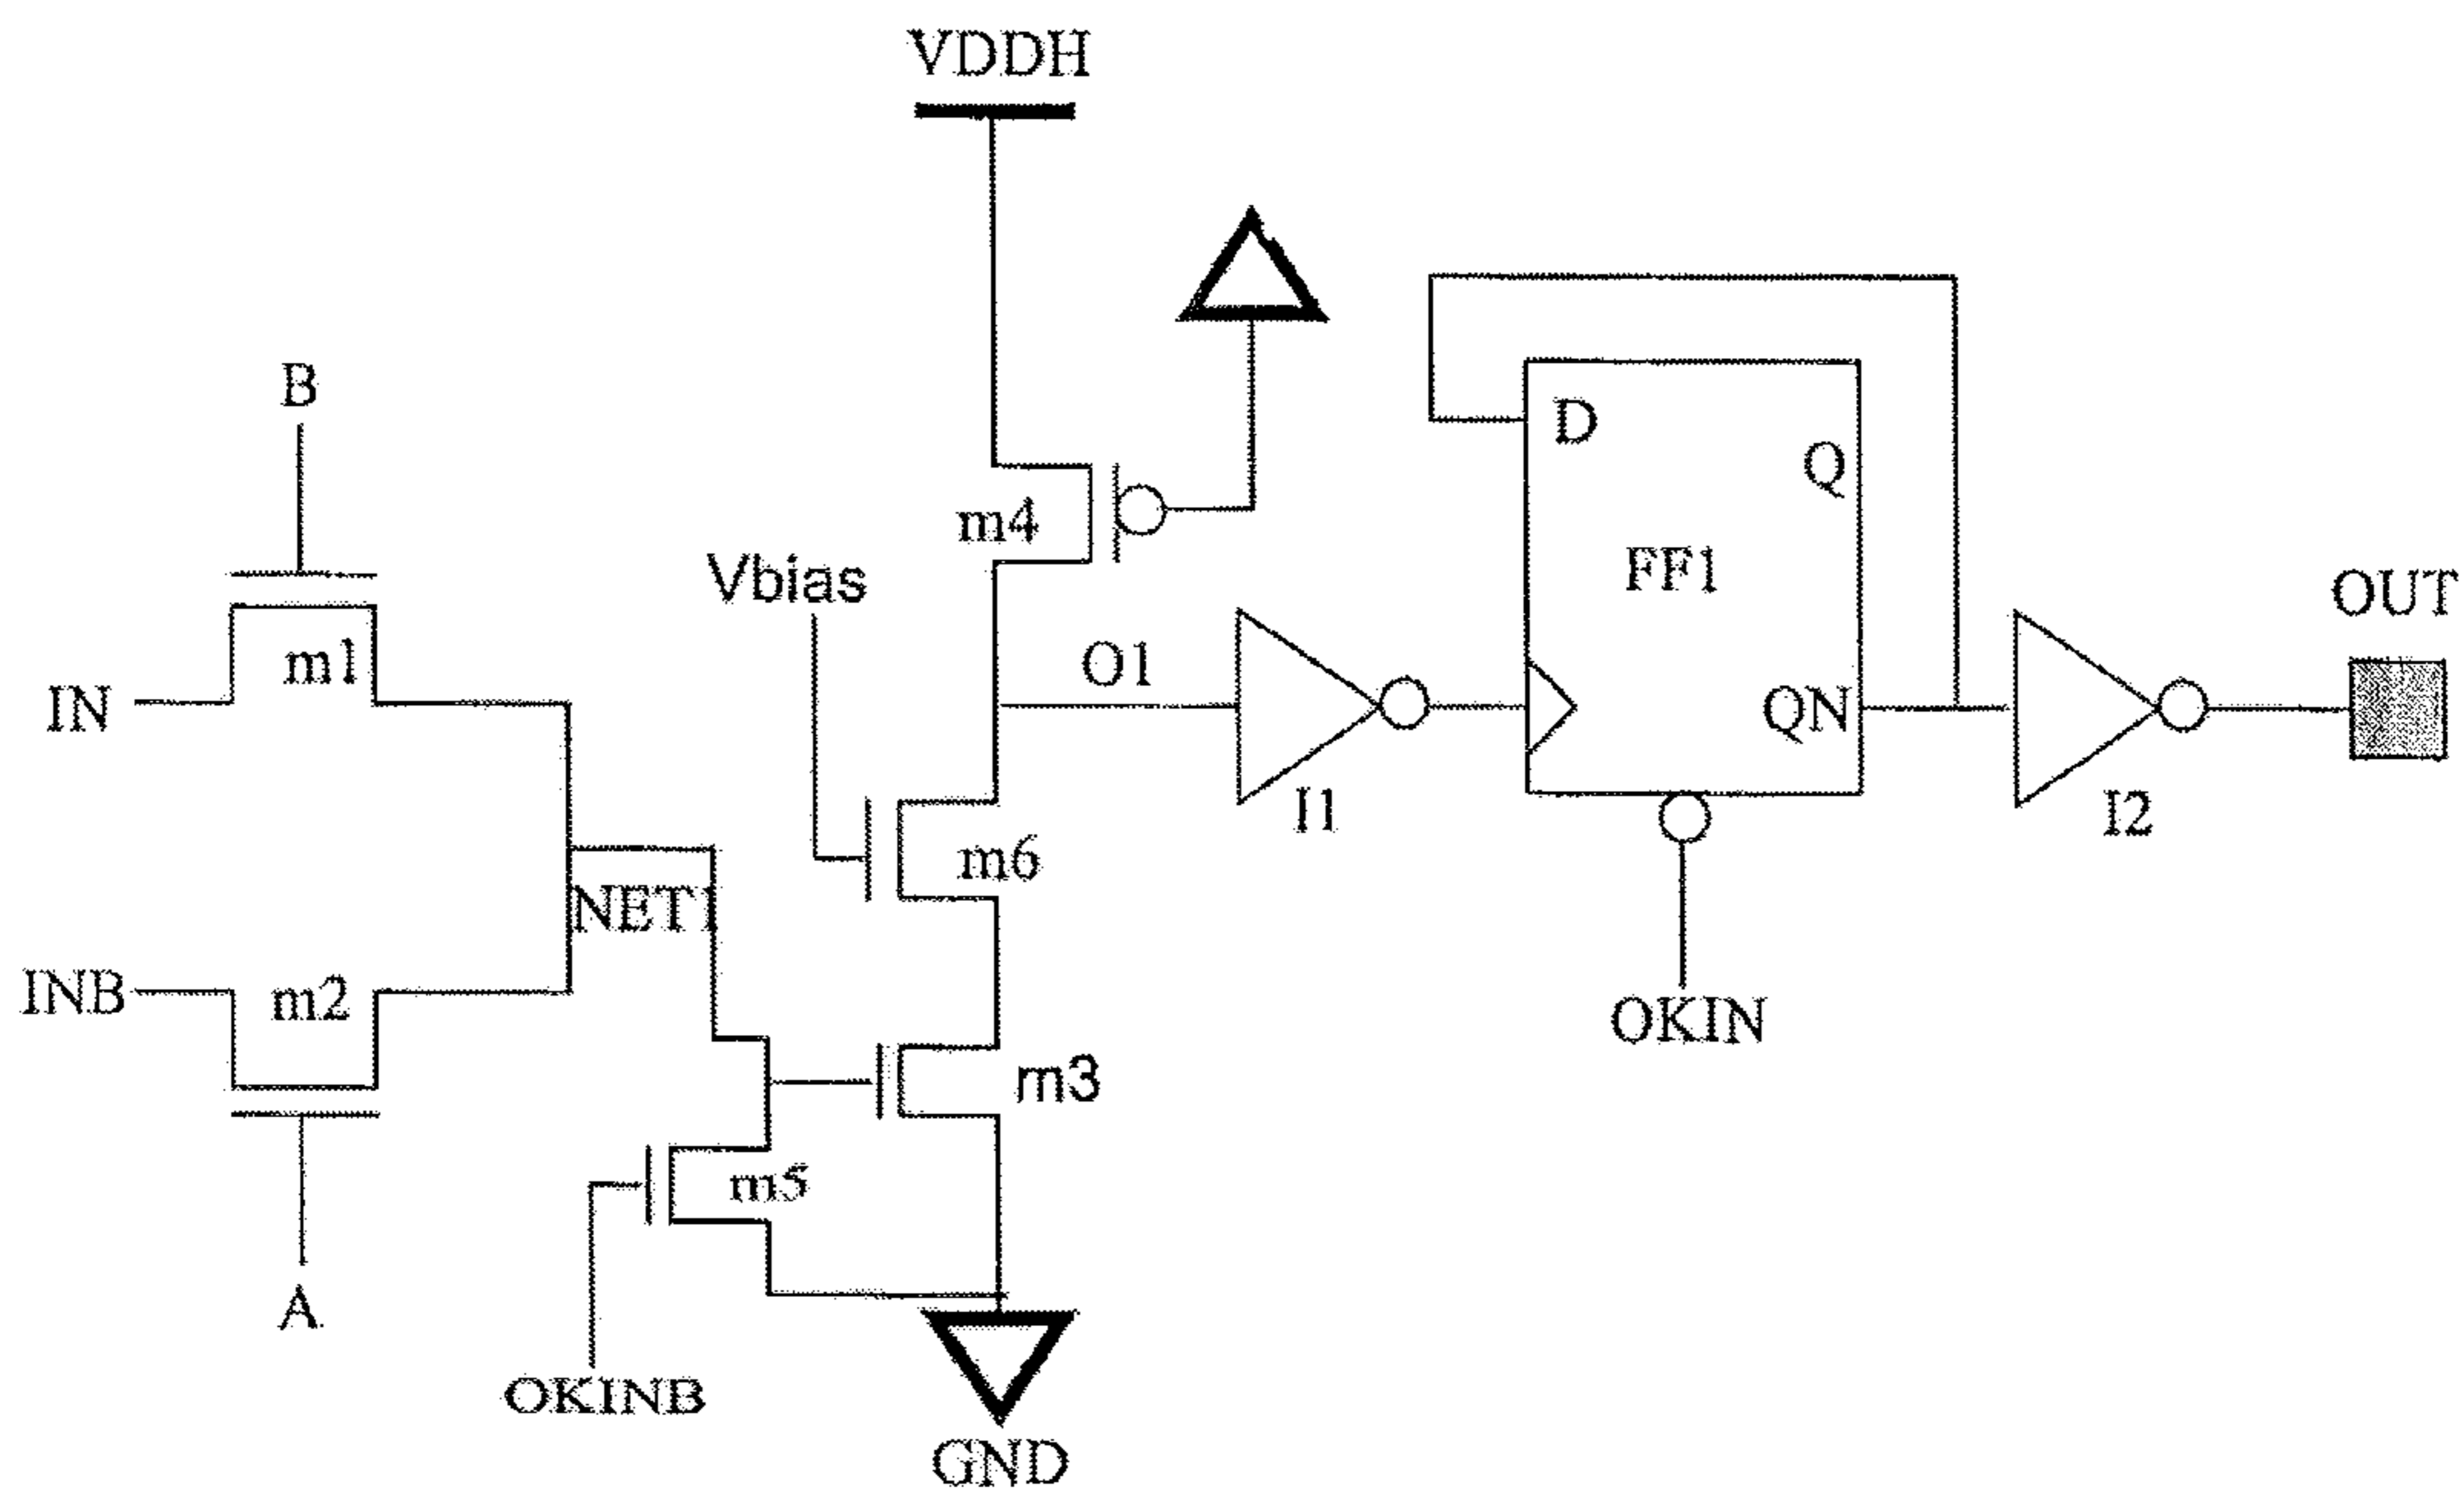 VDDH
B
D
Q
m4
FF1
Vbias
OUT
m1
O1
IN
QN
I1
I2
m6
NET1
INB
m2
OKIN
m3
m5
A
OKINB
GND